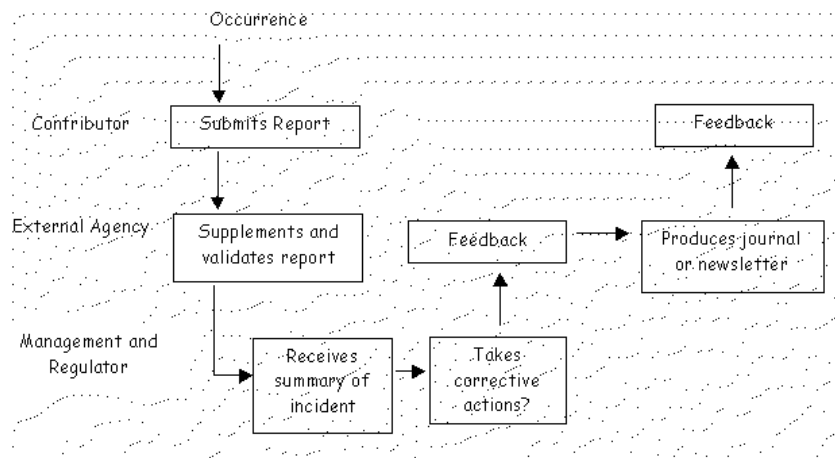 Occurrence
Contributor
Submits Report
Feedback
External Agency
Supplements and
validates report
Feedback
Produces journal
or newsletter
Management and
Regulator
Receives
summary of
incident
Takes
corrective
actions?